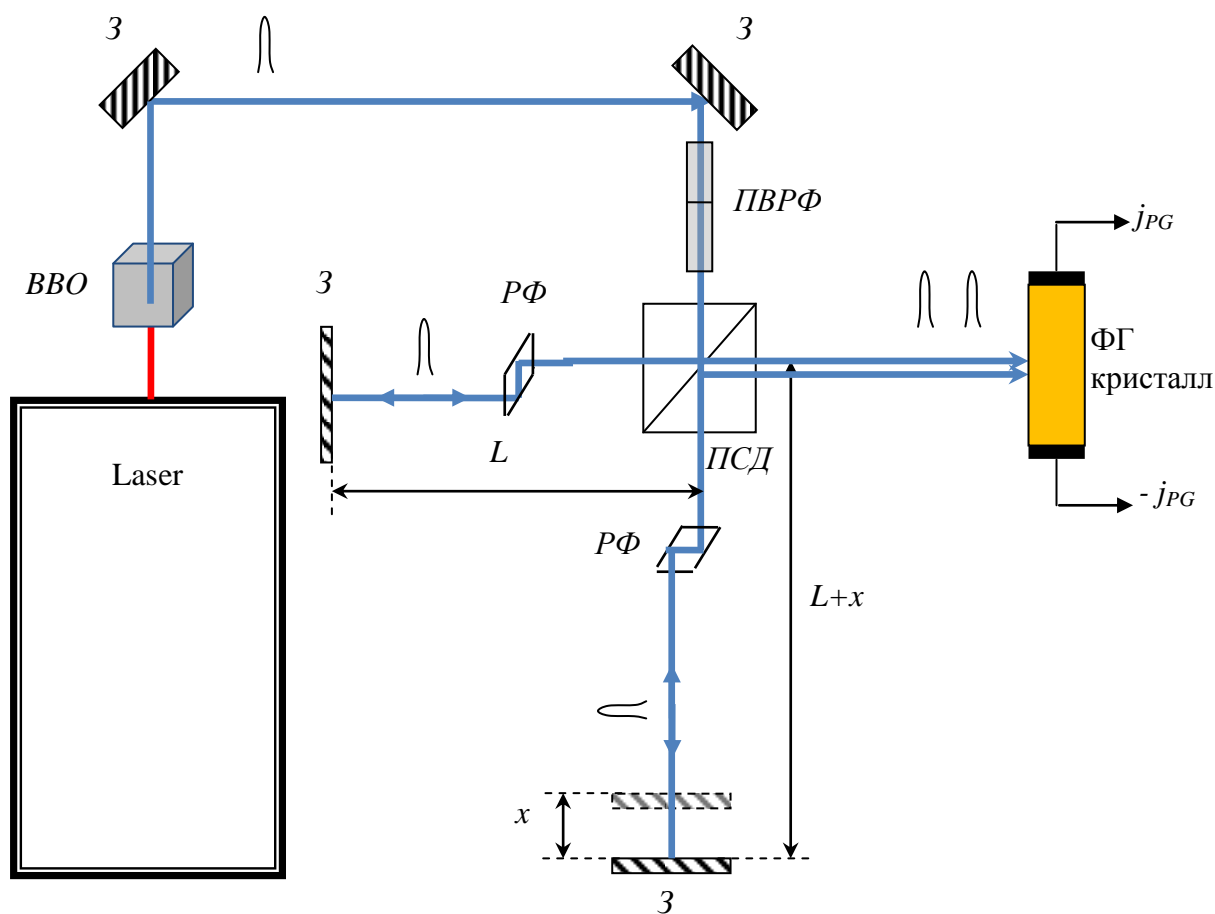 З
З
ПВРФ
j_PG
BBO
З
РФ
ФГ
кристалл
L
ПСД
Laser
- j_PG
РФ
L+x
x
З